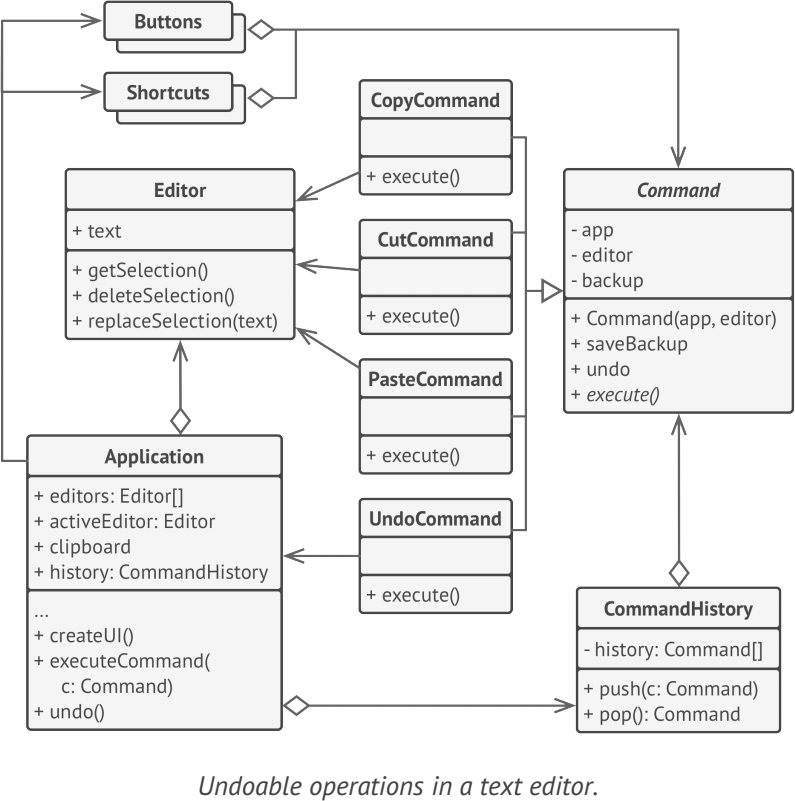 Buttons
Shortcuts
CopyCommand
+ execute()
Editor
+ text
+ getSelection()
+ deleteSelection()
+ replaceSelection(text)
CutCommand
+ execute()
Command
- app
- editor
- backup
+ Command(app, editor)
+ saveBackup
+ undo
+ execute()
PasteCommand
+ execute()
Application
+ editors: Editor[]
+ activeEditor: Editor
+ clipboard
+ history: CommandHistory
...
+ createUI()
+ executeCommand(
c: Command)
+ undo()
UndoCommand
+ execute()
CommandHistory
- history: Command[]
+ push(c: Command)
+ pop(): Command
Undoable operations in a text editor.